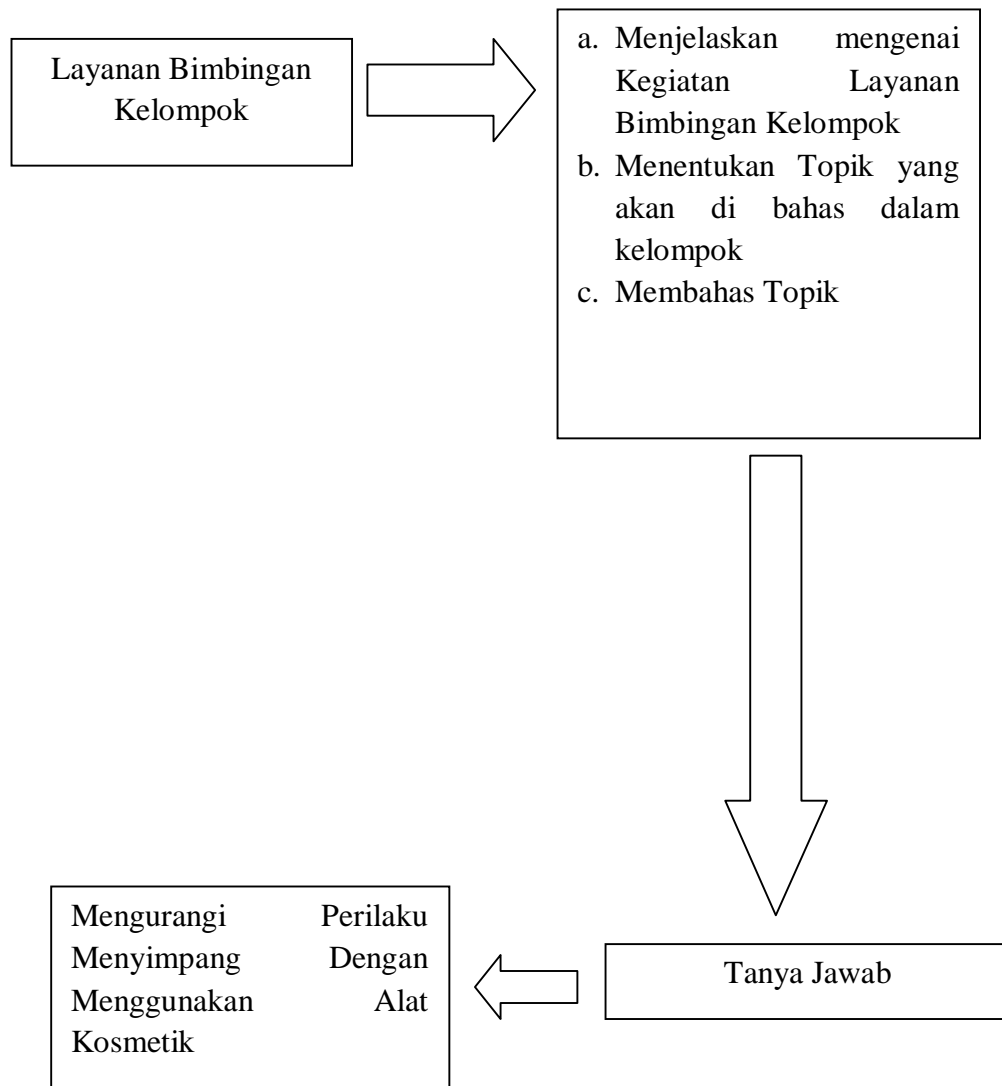 Layanan Bimbingan
Kelompok
a. Menjelaskan mengenai
Kegiatan Layanan
Bimbingan Kelompok
b. Menentukan Topik yang
akan di bahas dalam
kelompok
c. Membahas Topik
Tanya Jawab
Mengurangi Perilaku
Menyimpang Dengan
Menggunakan Alat
Kosmetik